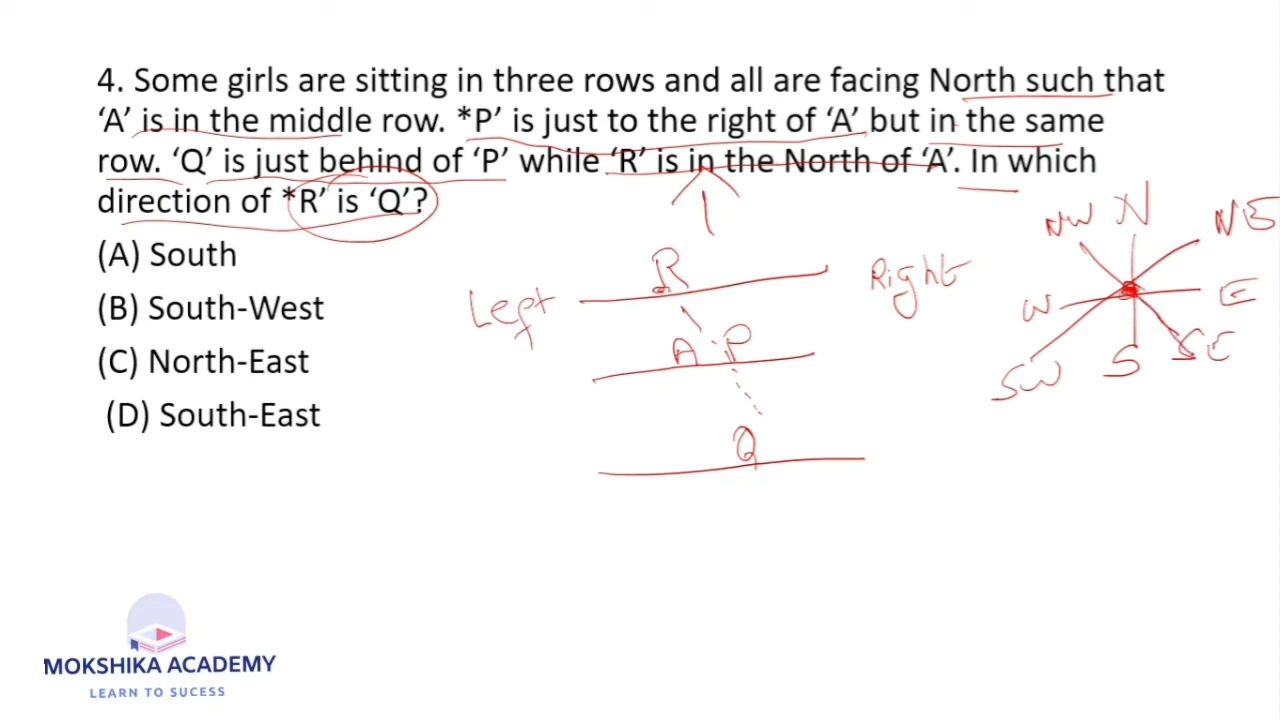 4. Some girls are sitting in three rows and all are facing North such that
‘A’ is in the middle row. *P’ is just to the right of ‘A’ but in the same
row. ‘Q’ is just behind of ‘P’ while ‘R’ is in the North of ‘A’. In which
direction of *R’ is ‘Q’?
(A) South
(B) South-West
(C) North-East
(D) South-East
R
Left
Right
A P
Q
NW N NE
W E
SW S SE
MOKSHIKA ACADEMY
LEARN TO SUCESS